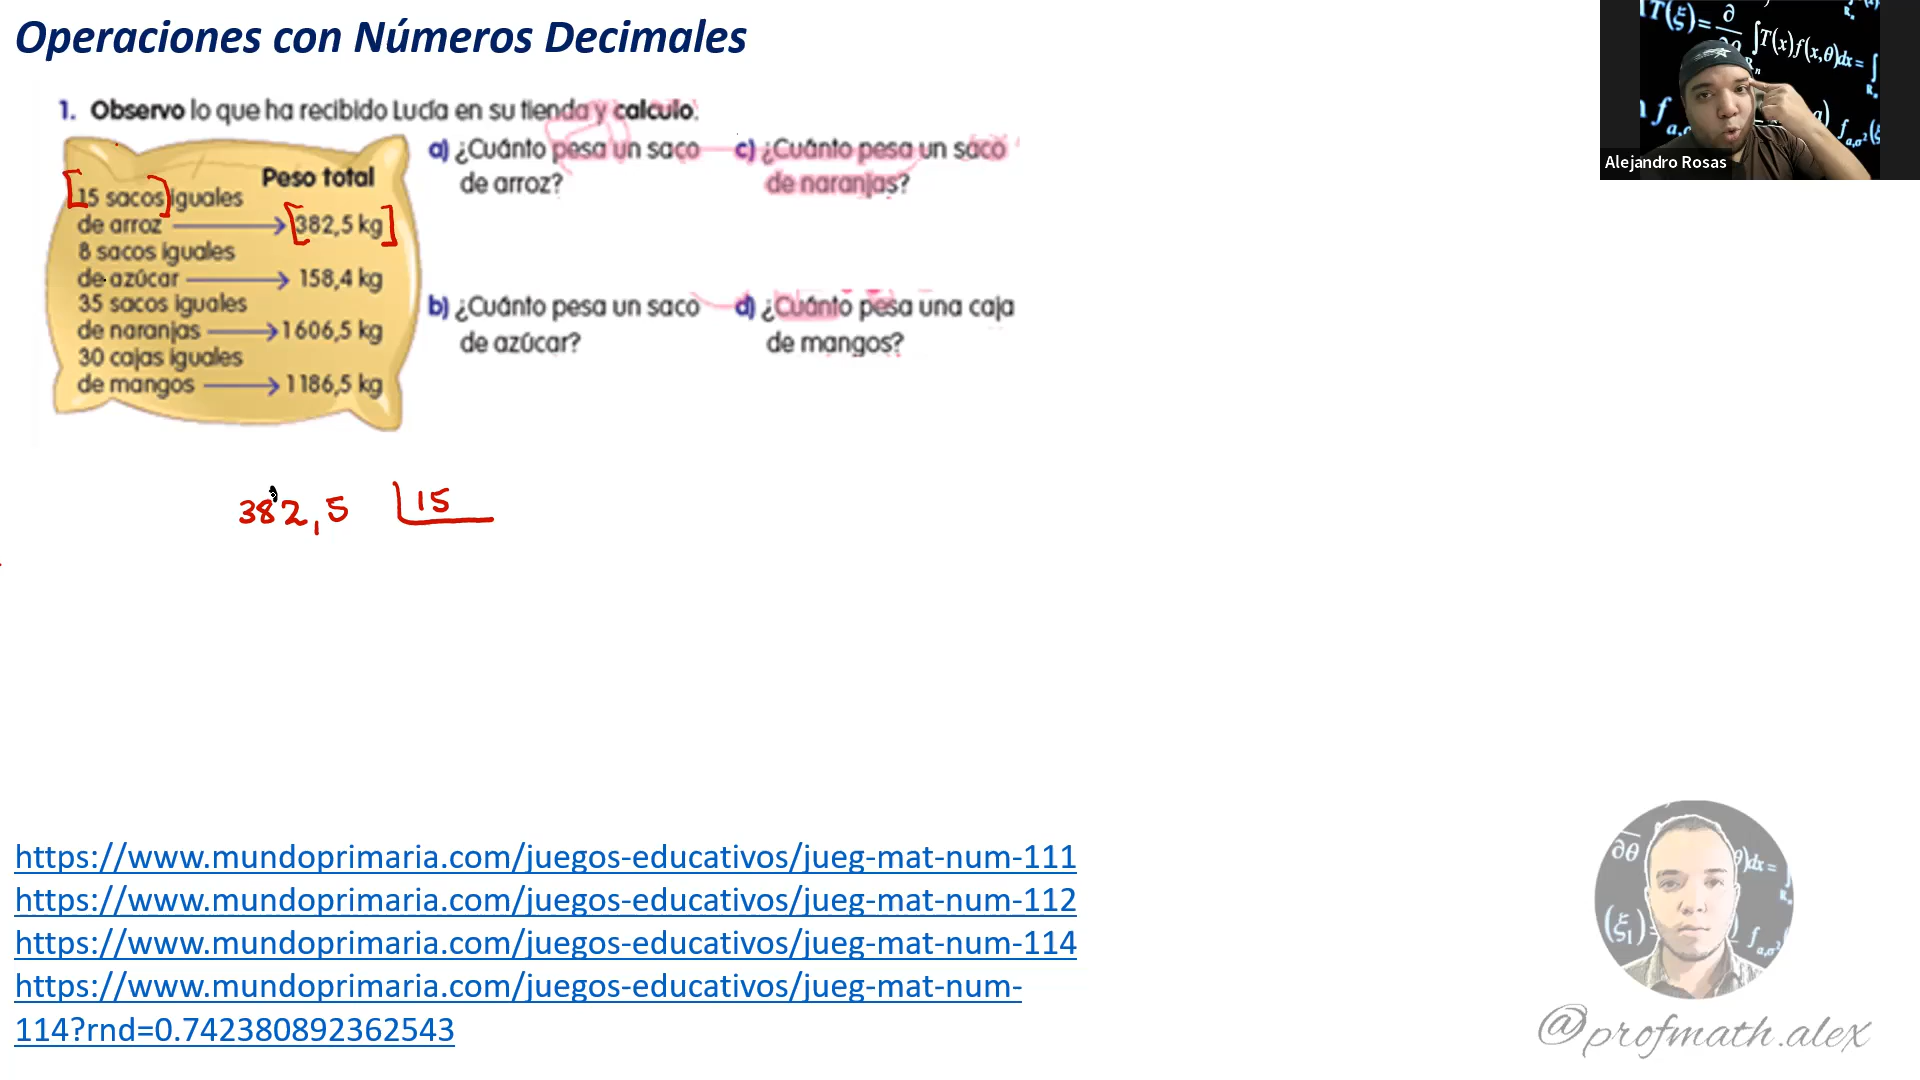 Operaciones con Números Decimales
1. Observo lo que ha recibido Lucía en su tienda y calculo.
Peso total
15 sacos iguales
de arroz → 382,5 kg
8 sacos iguales
de azúcar → 158,4 kg
35 sacos iguales
de naranjas → 1606,5 kg
30 cajas iguales
de mangos → 1186,5 kg
a) ¿Cuánto pesa un saco
de arroz?
c) ¿Cuánto pesa un saco
de naranjas?
b) ¿Cuánto pesa un saco
de azúcar?
d) ¿Cuánto pesa una caja
de mangos?
382,5 15
https://www.mundoprimaria.com/juegos-educativos/jueg-mat-num-111
https://www.mundoprimaria.com/juegos-educativos/jueg-mat-num-112
https://www.mundoprimaria.com/juegos-educativos/jueg-mat-num-114
https://www.mundoprimaria.com/juegos-educativos/jueg-mat-num-
114?rnd=0.742380892362543
Alejandro Rosas
@profmath.alex